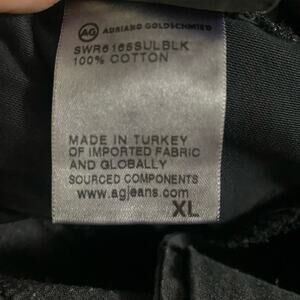 AG ADRIANO GOLDSCHMIED
SWR6165SULBLK
100% COTTON
MADE IN TURKEY
OF IMPORTED FABRIC
AND GLOBALLY
SOURCED COMPONENTS
www.agjeans.com
XL